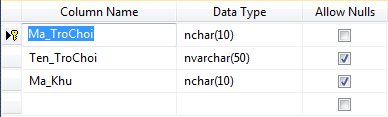 Column Name Data Type Allow Nulls
Ma_TroChoi nchar(10)
Ten_TroChoi nvarchar(50)
Ma_Khu nchar(10)